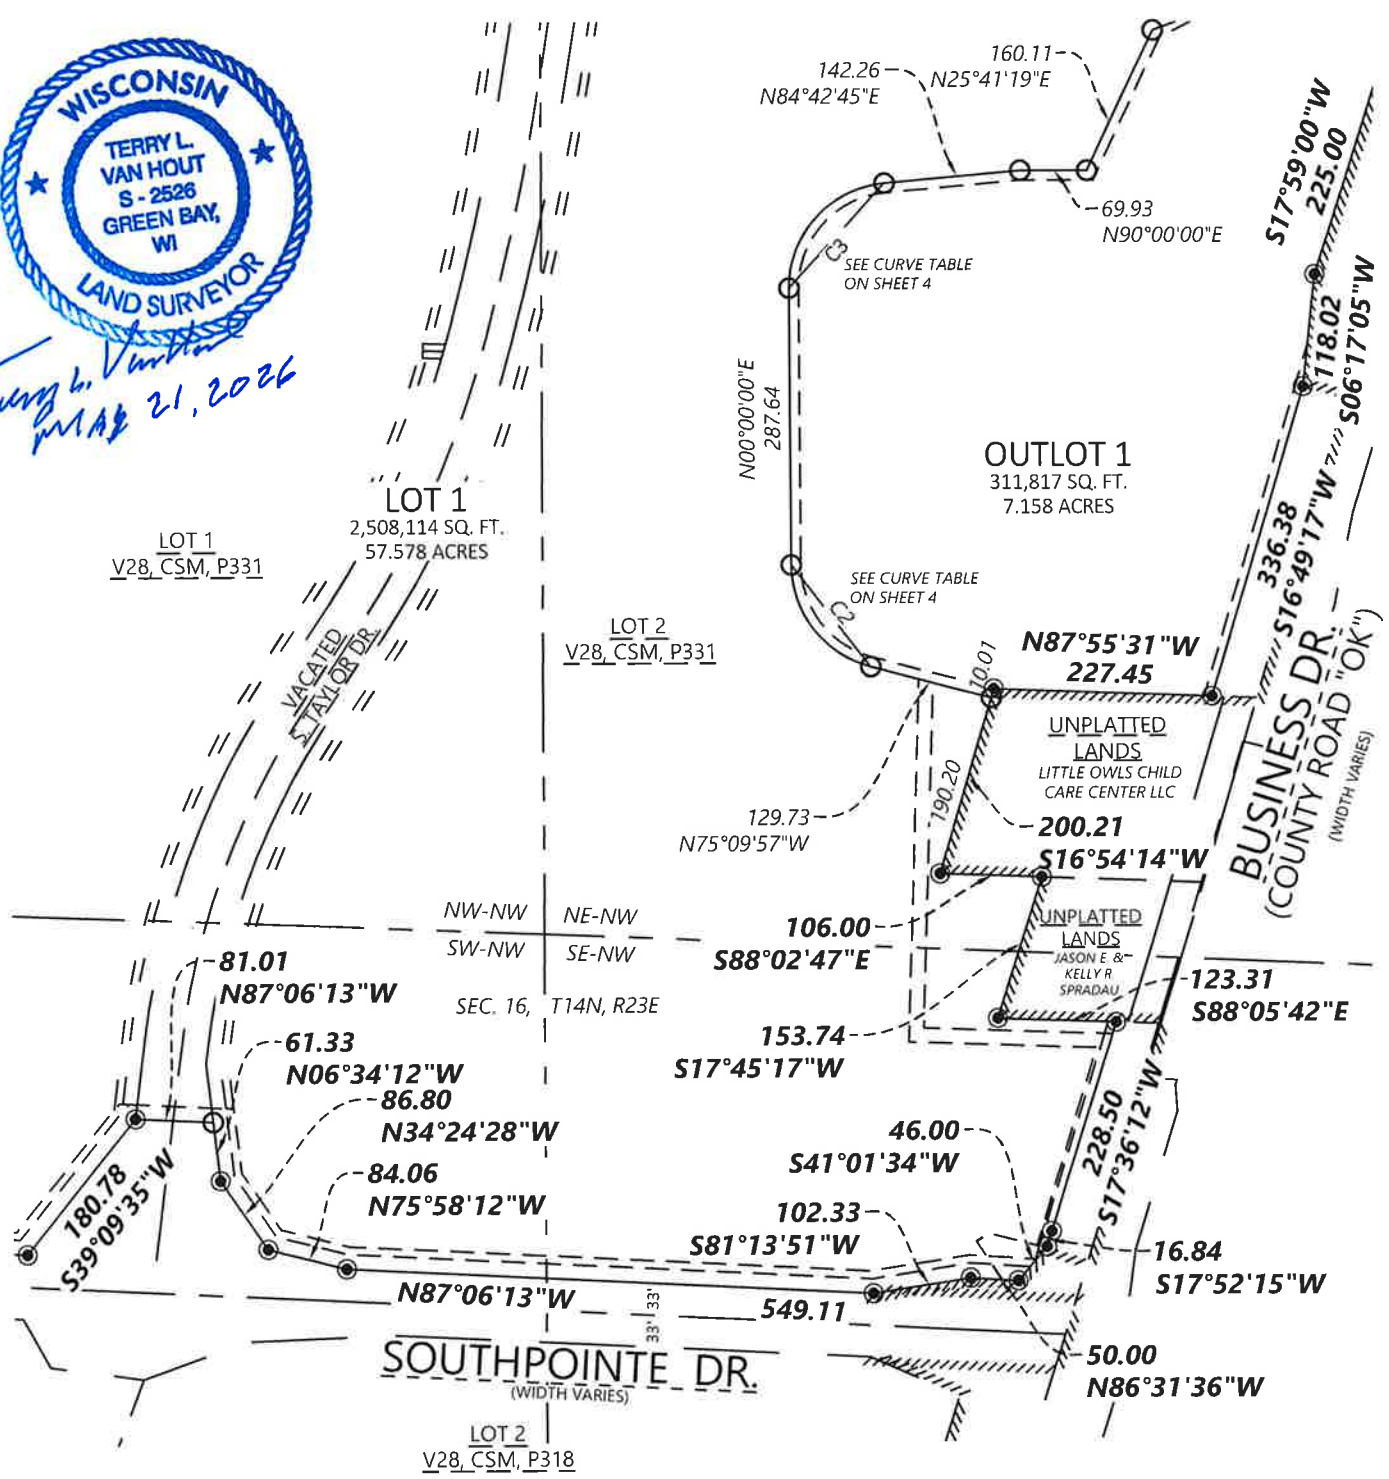 WISCONSIN
TERRY L.
VAN HOUT
S - 2526
GREEN BAY,
WI
LAND SURVEYOR
21, 2026
142.26
N84°42'45"E
160.11
N25°41'19"E
69.93
N90°00'00"E
S17°59'00"W
225.00
118.02
S06°17'05"W
C3
SEE CURVE TABLE
ON SHEET 4
N00°00'00"E
287.64
OUTLOT 1
311,817 SQ. FT.
7.158 ACRES
LOT 1
2,508,114 SQ. FT.
57.578 ACRES
LOT 1
V28, CSM, P331
336.38
S16°49'17"W
SEE CURVE TABLE
ON SHEET 4
C2
LOT 2
V28, CSM, P331
VACATED
S. TAYLOR DR.
10.01
N87°55'31"W
227.45
UNPLATTED
LANDS
LITTLE OWLS CHILD
CARE CENTER LLC
BUSINESS DR.
(COUNTY ROAD "OK")
(WIDTH VARIES)
129.73
N75°09'57"W
190.20
200.21
S16°54'14"W
NW-NW
NE-NW
SW-NW
SE-NW
106.00
S88°02'47"E
UNPLATTED
LANDS
JASON E. &
KELLY R.
SPRADAU
81.01
N87°06'13"W
SEC. 16, T14N, R23E
123.31
S88°05'42"E
61.33
N06°34'12"W
153.74
S17°45'17"W
86.80
N34°24'28"W
46.00
S41°01'34"W
228.50
S17°36'12"W
84.06
N75°58'12"W
180.78
S39°09'35"W
102.33
S81°13'51"W
16.84
S17°52'15"W
N87°06'13"W
549.11
33'
33'
50.00
N86°31'36"W
SOUTHPOINTE DR.
(WIDTH VARIES)
LOT 2
V28, CSM, P318